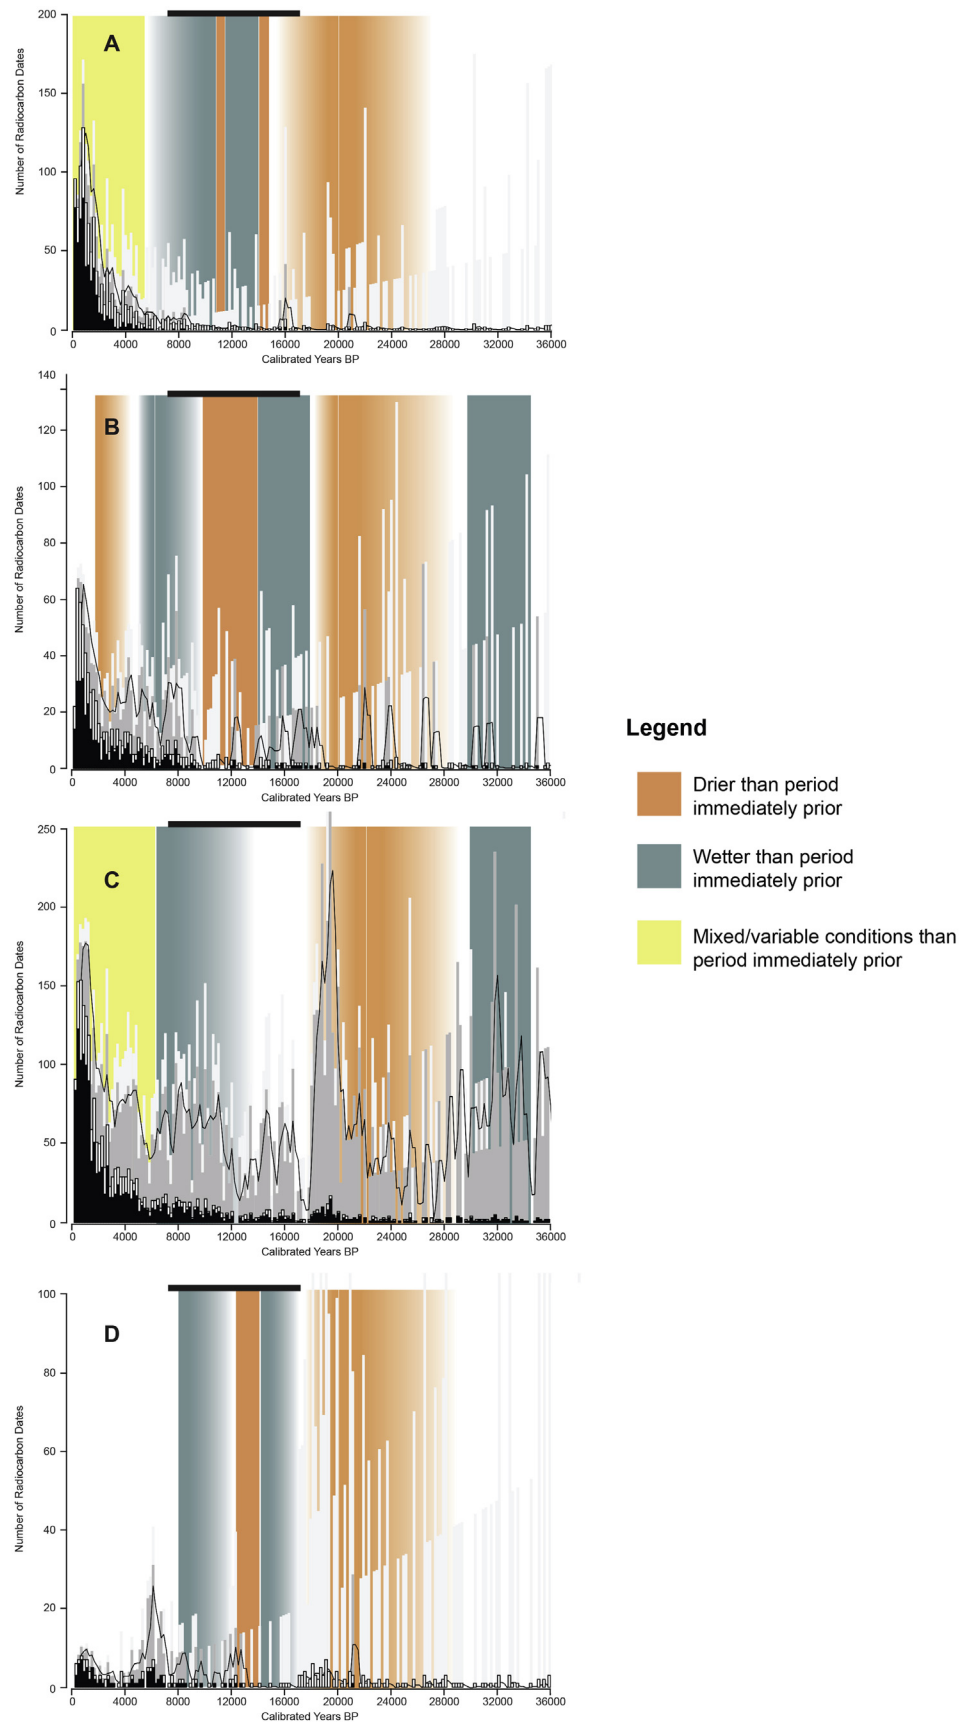 200
150
100
50
0
Number of Radiocarbon Dates
A
0 4000 8000 12000 16000 20000 24000 28000 32000 36000
Calibrated Years BP
140
120
100
80
60
40
20
0
Number of Radiocarbon Dates
B
0 4000 8000 12000 16000 20000 24000 28000 32000 36000
Calibrated Years BP
250
200
150
100
50
0
Number of Radiocarbon Dates
C
0 4000 8000 12000 16000 20000 24000 28000 32000 36000
Calibrated Years BP
100
80
60
40
20
0
Number of Radiocarbon Dates
D
0 4000 8000 12000 16000 20000 24000 28000 32000 36000
Calibrated Years BP
Legend
Drier than period
immediately prior
Wetter than period
immediately prior
Mixed/variable conditions than
period immediately prior